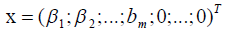 x = (β₁; β₂; ...; bₘ; 0; ...; 0)ᵀ